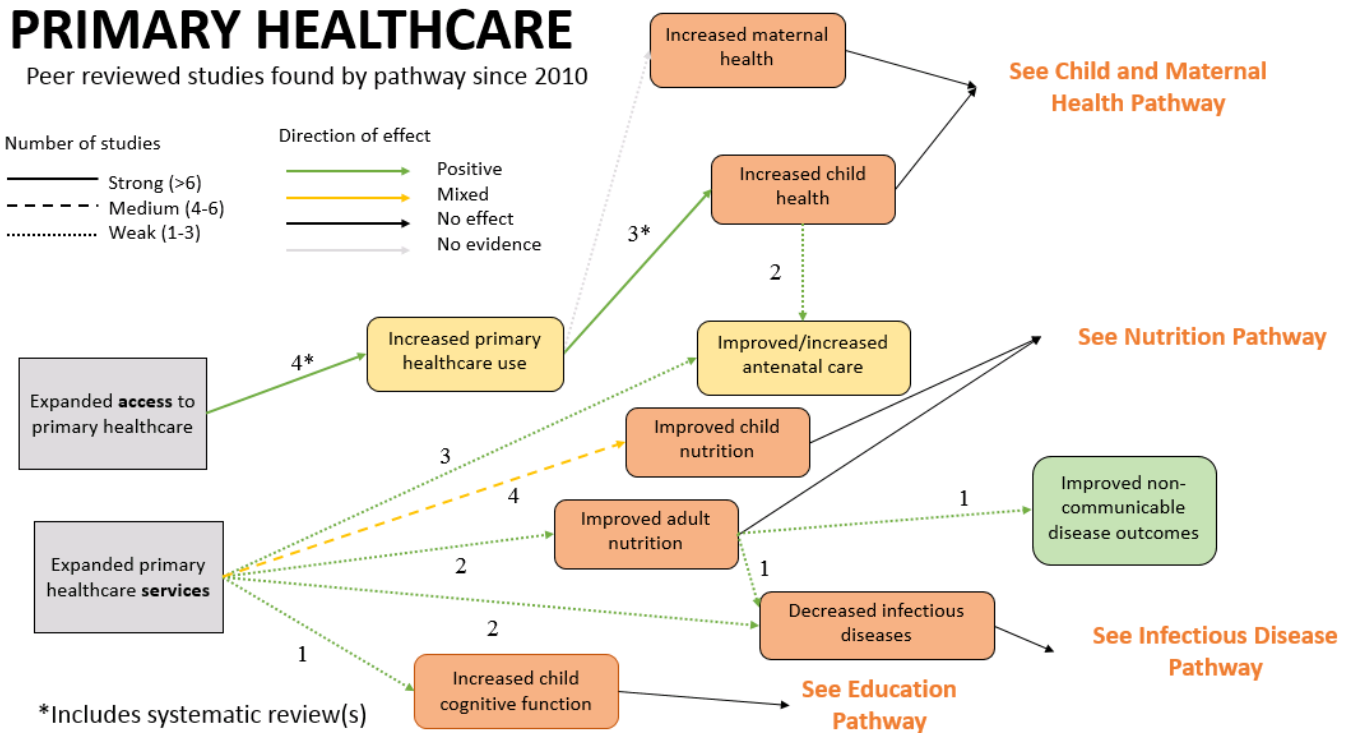 PRIMARY HEALTHCARE
Peer reviewed studies found by pathway since 2010
Number of studies
Strong (>6)
Medium (4-6)
Weak (1-3)
Direction of effect
Positive
Mixed
No effect
No evidence
Increased maternal
health
See Child and Maternal
Health Pathway
Increased child
health
3*
2
Increased primary
healthcare use
Improved/increased
antenatal care
See Nutrition Pathway
4*
Expanded access to
primary healthcare
Improved child
nutrition
3
4
Improved adult
nutrition
1
Improved non-
communicable
disease outcomes
Expanded primary
healthcare services
2
1
Decreased infectious
diseases
2
See Infectious Disease
Pathway
1
Increased child
cognitive function
See Education
Pathway
*Includes systematic review(s)